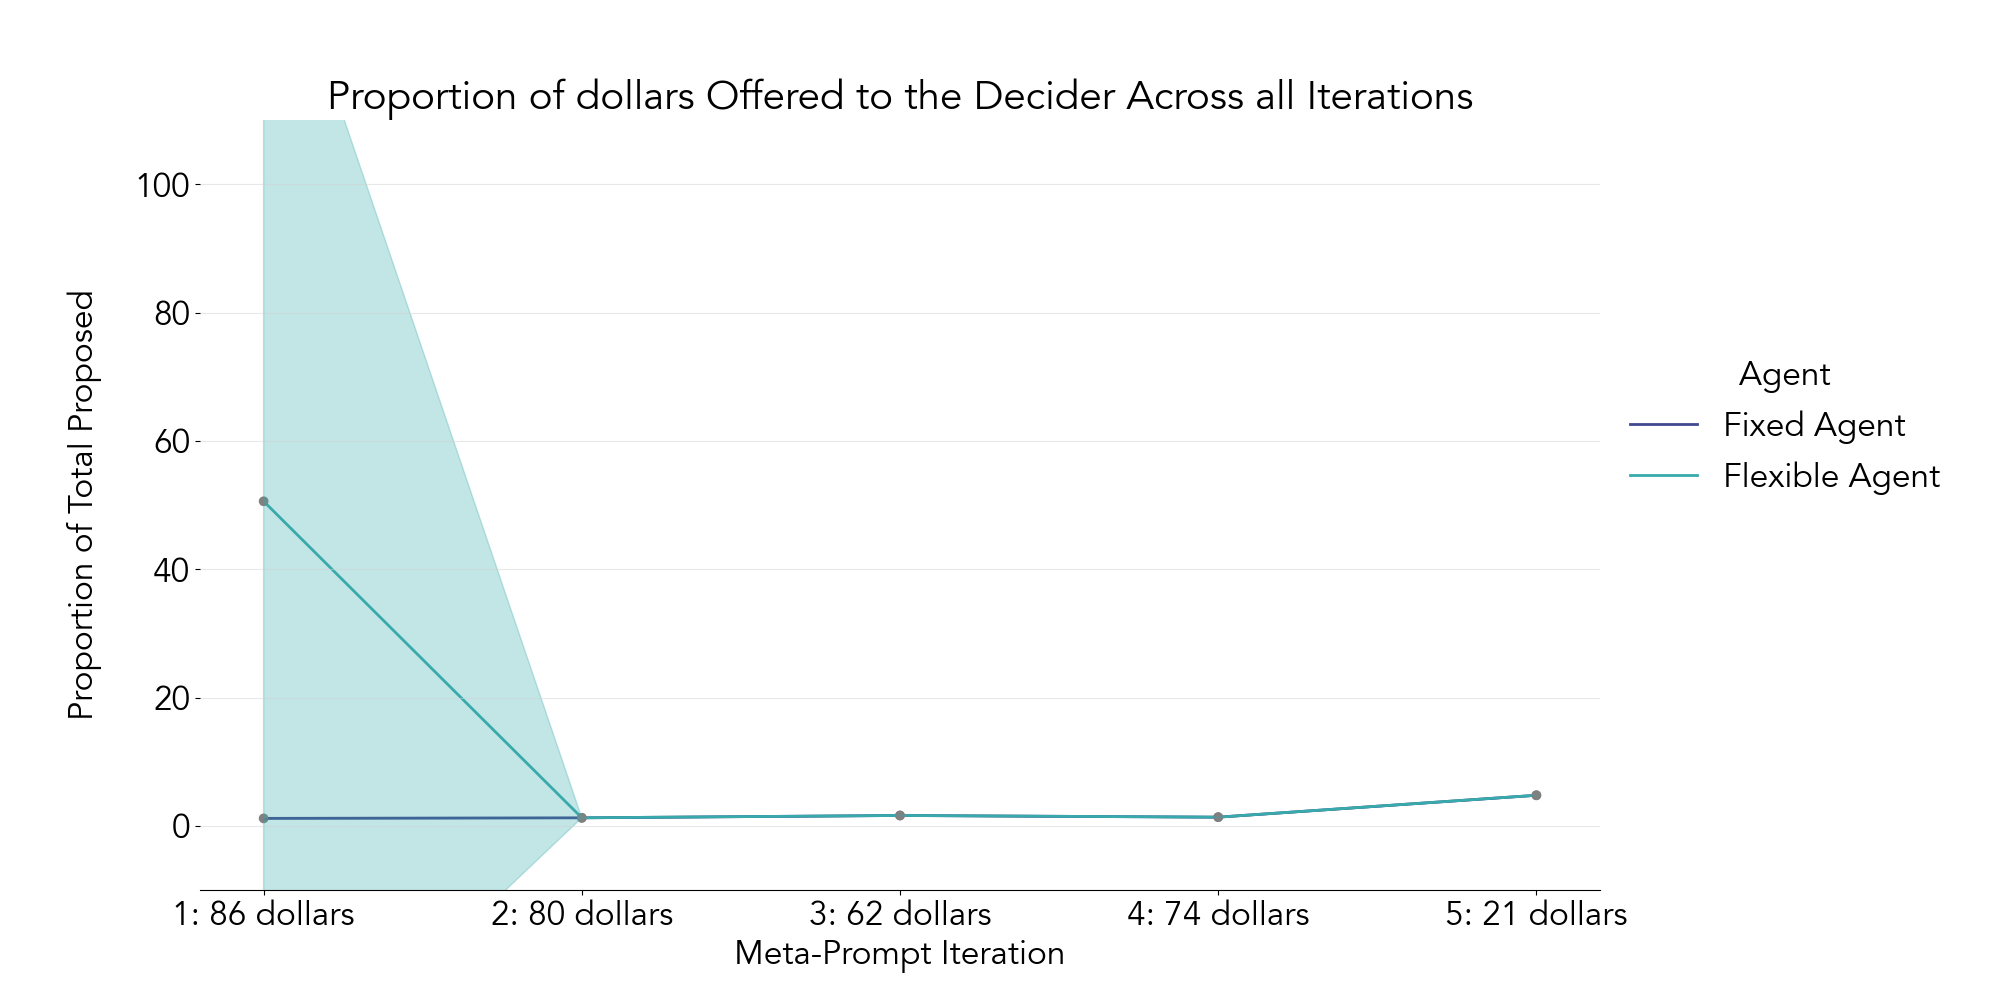 Proportion of dollars Offered to the Decider Across all Iterations
Proportion of Total Proposed
100
80
60
40
20
0
1: 86 dollars
2: 80 dollars
3: 62 dollars
4: 74 dollars
5: 21 dollars
Meta-Prompt Iteration
Agent
Fixed Agent
Flexible Agent